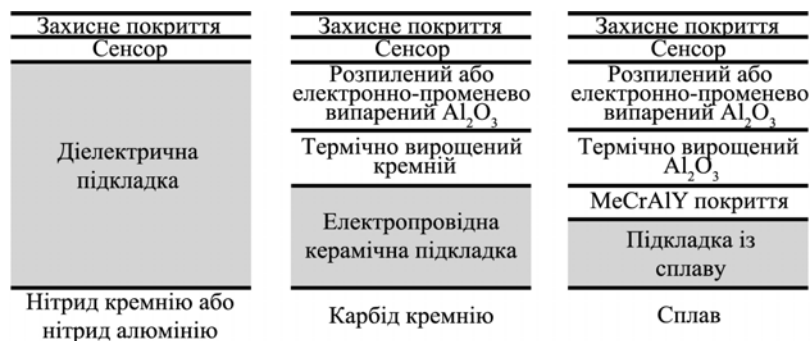 Захисне покриття
Сенсор
Діелектрична
підкладка
Нітрид кремнію або
нітрид алюмінію
Захисне покриття
Сенсор
Розпилений або
електронно-променево
випарений Al₂O₃
Термічно вирощений
кремній
Електропровідна
керамічна підкладка
Карбід кремнію
Захисне покриття
Сенсор
Розпилений або
електронно-променево
випарений Al₂O₃
Термічно вирощений
Al₂O₃
MeCrAlY покриття
Підкладка із
сплаву
Сплав